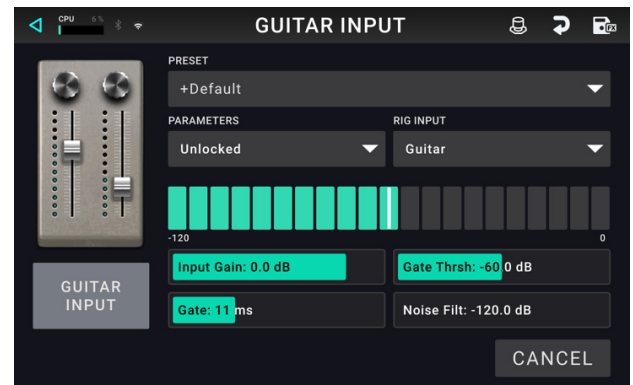 CPU 6%
GUITAR INPUT
FX
PRESET
+Default
PARAMETERS
RIG INPUT
Unlocked
Guitar
-120
0
Input Gain: 0.0 dB
Gate Thrsh: -60.0 dB
GUITAR
INPUT
Gate: 11 ms
Noise Filt: -120.0 dB
CANCEL